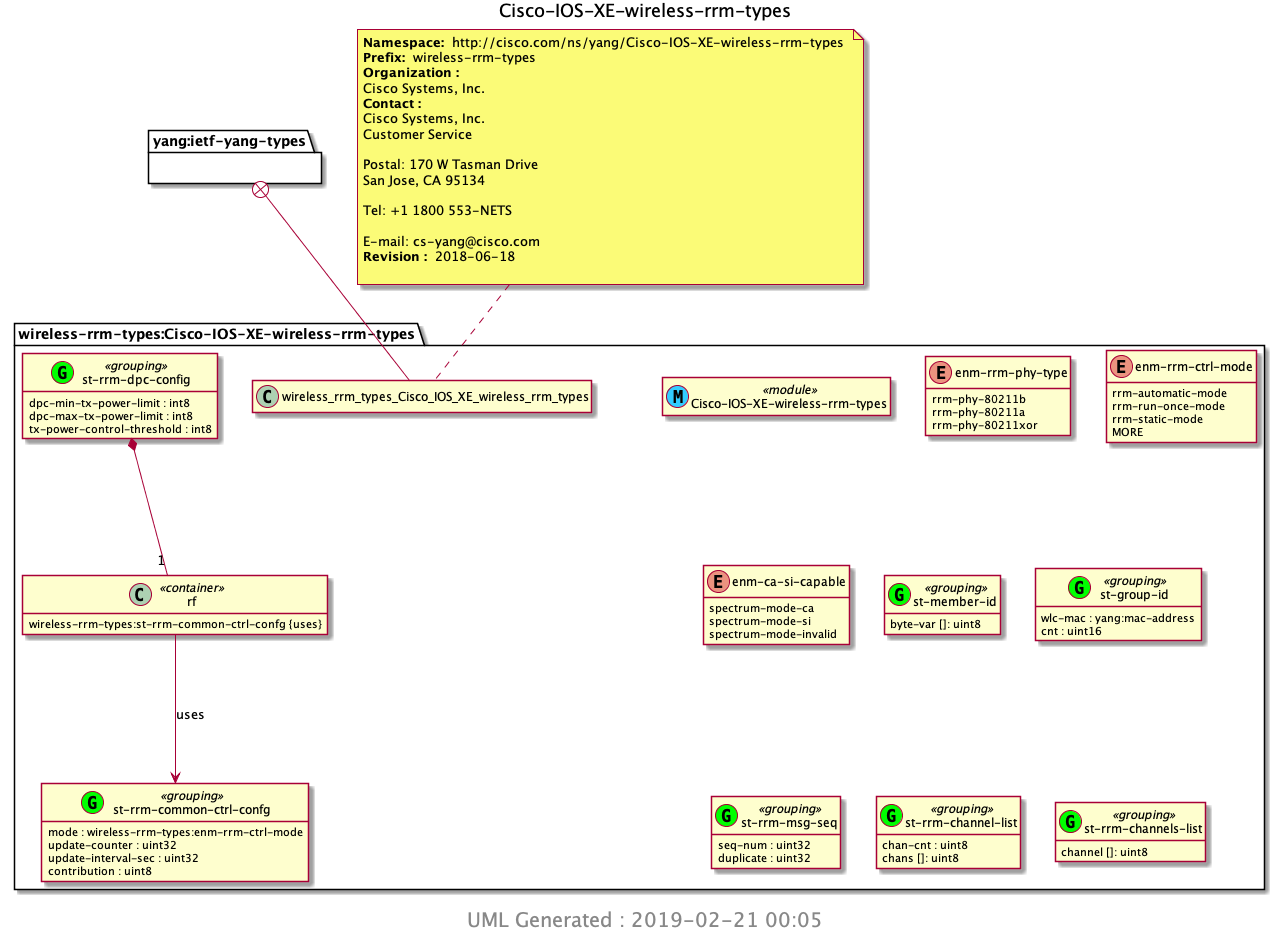 Cisco-IOS-XE-wireless-rrm-types
Namespace: http://cisco.com/ns/yang/Cisco-IOS-XE-wireless-rrm-types
Prefix: wireless-rrm-types
Organization :
Cisco Systems, Inc.
Contact :
Cisco Systems, Inc.
Customer Service
Postal: 170 W Tasman Drive
San Jose, CA 95134
Tel: +1 1800 553-NETS
E-mail: cs-yang@cisco.com
Revision : 2018-06-18
yang:ietf-yang-types
wireless-rrm-types:Cisco-IOS-XE-wireless-rrm-types
G
«grouping»
st-rrm-dpc-config
dpc-min-tx-power-limit : int8
dpc-max-tx-power-limit : int8
tx-power-control-threshold : int8
C wireless_rrm_types_Cisco_IOS_XE_wireless_rrm_types
M
«module»
Cisco-IOS-XE-wireless-rrm-types
E enm-rrm-phy-type
rrm-phy-80211b
rrm-phy-80211a
rrm-phy-80211xor
E enm-rrm-ctrl-mode
rrm-automatic-mode
rrm-run-once-mode
rrm-static-mode
MORE
1
C
«container»
rf
wireless-rrm-types:st-rrm-common-ctrl-confg {uses}
E enm-ca-si-capable
spectrum-mode-ca
spectrum-mode-si
spectrum-mode-invalid
G
«grouping»
st-member-id
byte-var []: uint8
G
«grouping»
st-group-id
wlc-mac : yang:mac-address
cnt : uint16
uses
G
«grouping»
st-rrm-common-ctrl-confg
mode : wireless-rrm-types:enm-rrm-ctrl-mode
update-counter : uint32
update-interval-sec : uint32
contribution : uint8
G
«grouping»
st-rrm-msg-seq
seq-num : uint32
duplicate : uint32
G
«grouping»
st-rrm-channel-list
chan-cnt : uint8
chans []: uint8
G
«grouping»
st-rrm-channels-list
channel []: uint8
UML Generated : 2019-02-21 00:05